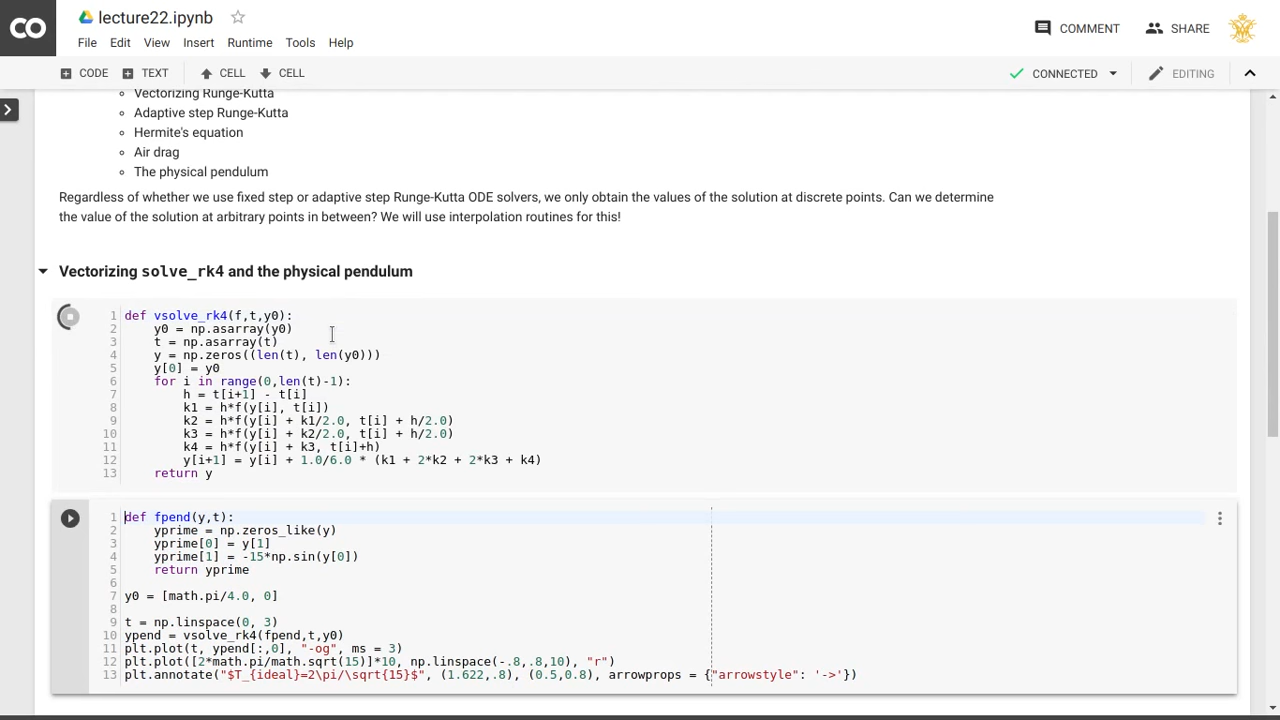 CO
lecture22.ipynb
File Edit View Insert Runtime Tools Help
COMMENT SHARE
CODE TEXT CELL CELL
CONNECTED EDITING
Vectorizing Runge-Kutta
Adaptive step Runge-Kutta
Hermite's equation
Air drag
The physical pendulum
Regardless of whether we use fixed step or adaptive step Runge-Kutta ODE solvers, we only obtain the values of the solution at discrete points. Can we determine
the value of the solution at arbitrary points in between? We will use interpolation routines for this!
Vectorizing solve_rk4 and the physical pendulum
1 def vsolve_rk4(f,t,y0):
2     y0 = np.asarray(y0)
3     t = np.asarray(t)
4     y = np.zeros((len(t), len(y0)))
5     y[0] = y0
6     for i in range(0,len(t)-1):
7         h = t[i+1] - t[i]
8         k1 = h*f(y[i], t[i])
9         k2 = h*f(y[i] + k1/2.0, t[i] + h/2.0)
10         k3 = h*f(y[i] + k2/2.0, t[i] + h/2.0)
11         k4 = h*f(y[i] + k3, t[i]+h)
12         y[i+1] = y[i] + 1.0/6.0 * (k1 + 2*k2 + 2*k3 + k4)
13     return y
1 def fpend(y,t):
2     yprime = np.zeros_like(y)
3     yprime[0] = y[1]
4     yprime[1] = -15*np.sin(y[0])
5     return yprime
6
7 y0 = [math.pi/4.0, 0]
8
9 t = np.linspace(0, 3)
10 ypend = vsolve_rk4(fpend,t,y0)
11 plt.plot(t, ypend[:,0], "-og", ms = 3)
12 plt.plot([2*math.pi/math.sqrt(15)]*10, np.linspace(-.8,.8,10), "r")
13 plt.annotate("$T_{ideal}=2\pi/\sqrt{15}$", (1.622,.8), (0.5,0.8), arrowprops = {"arrowstyle": '->'})